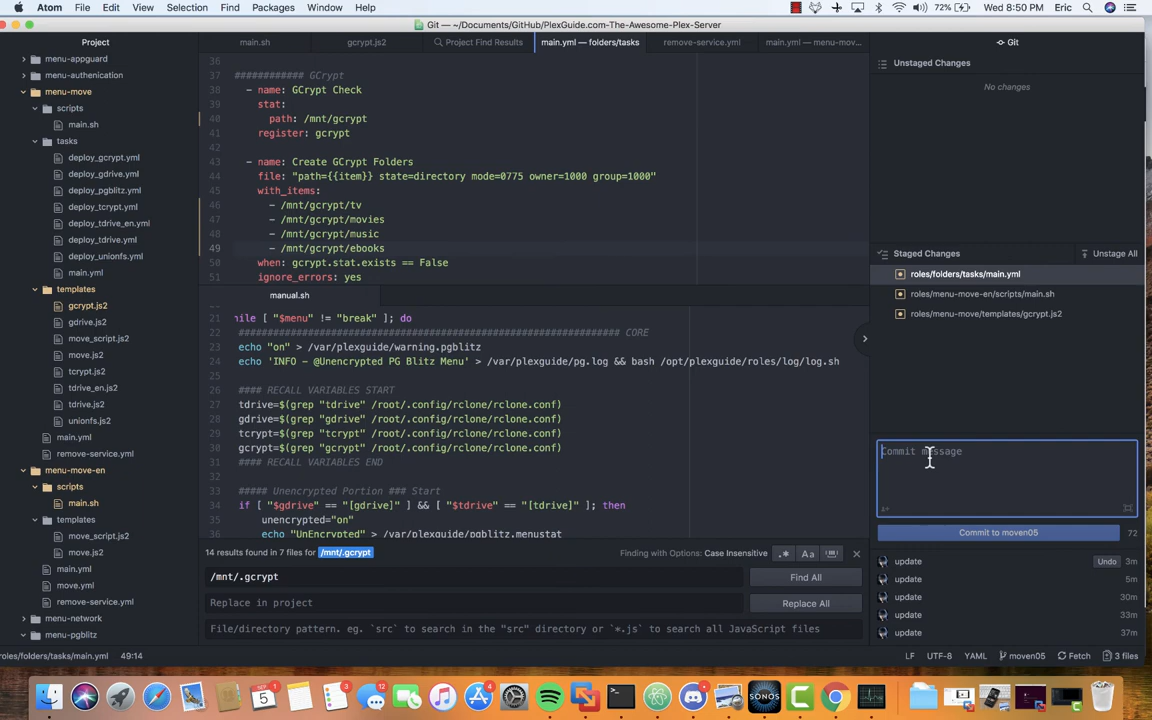 Atom File Edit View Selection Find Packages Window Help 72% Wed 8:50 PM Eric
Git — ~/Documents/GitHub/PlexGuide.com-The-Awesome-Plex-Server
Project
menu-appguard
menu-authenication
menu-move
scripts
main.sh
tasks
deploy_gcrypt.yml
deploy_gdrive.yml
deploy_pgblitz.yml
deploy_tcrypt.yml
deploy_tdrive_en.yml
deploy_tdrive.yml
deploy_unionfs.yml
main.yml
templates
gcrypt.js2
gdrive.js2
move_script.js2
move.js2
tcrypt.js2
tdrive_en.js2
tdrive.js2
unionfs.js2
main.yml
remove-service.yml
menu-move-en
scripts
main.sh
templates
move_script.js2
move.js2
main.yml
move.yml
remove-service.yml
menu-network
menu-pgblitz
main.sh gcrypt.js2 Project Find Results main.yml — folders/tasks remove-service.yml main.yml — menu-mov...
36
37 ############ GCrypt
38 - name: GCrypt Check
39 stat:
40 path: /mnt/gcrypt
41 register: gcrypt
42
43 - name: Create GCrypt Folders
44 file: "path={{item}} state=directory mode=0775 owner=1000 group=1000"
45 with_items:
46 - /mnt/gcrypt/tv
47 - /mnt/gcrypt/movies
48 - /mnt/gcrypt/music
49 - /mnt/gcrypt/ebooks
50 when: gcrypt.stat.exists == False
51 ignore_errors: yes
manual.sh
21 hile [ "$menu" != "break" ]; do
22 ################################################################ CORE
23 echo "on" > /var/plexguide/warning.pgblitz
24 echo 'INFO - @Unencrypted PG Blitz Menu' > /var/plexguide/pg.log && bash /opt/plexguide/roles/log/log.sh
25
26 #### RECALL VARIABLES START
27 tdrive=$(grep "tdrive" /root/.config/rclone/rclone.conf)
28 gdrive=$(grep "gdrive" /root/.config/rclone/rclone.conf)
29 tcrypt=$(grep "tcrypt" /root/.config/rclone/rclone.conf)
30 gcrypt=$(grep "gcrypt" /root/.config/rclone/rclone.conf)
31 #### RECALL VARIABLES END
32
33 ##### Unencrypted Portion ### Start
34 if [ "$gdrive" == "[gdrive]" ] && [ "$tdrive" == "[tdrive]" ]; then
35 unencrypted="on"
36 echo "UnEncrypted" > /var/plexguide/pgblitz.menustat
14 results found in 7 files for /mnt/.gcrypt Finding with Options: Case Insensitive .* Aa
/mnt/.gcrypt Find All
Replace in project Replace All
File/directory pattern. eg. `src` to search in the "src" directory or `*.js` to search all JavaScript files
Git
Unstaged Changes
No changes
Staged Changes Unstage All
roles/folders/tasks/main.yml
roles/menu-move-en/scripts/main.sh
roles/menu-move/templates/gcrypt.js2
Commit message
Commit to moven05 72
update Undo 3m
update 5m
update 30m
update 33m
update 37m
roles/folders/tasks/main.yml 49:14 LF UTF-8 YAML moven05 Fetch 3 files
SEP
5
3
12
1
SONOS